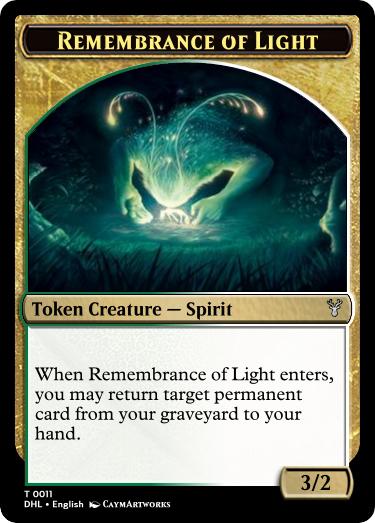 Remembrance of Light
Token Creature — Spirit
When Remembrance of Light enters,
you may return target permanent
card from your graveyard to your
hand.
3/2
T 0011
DHL • English CaymArtworks